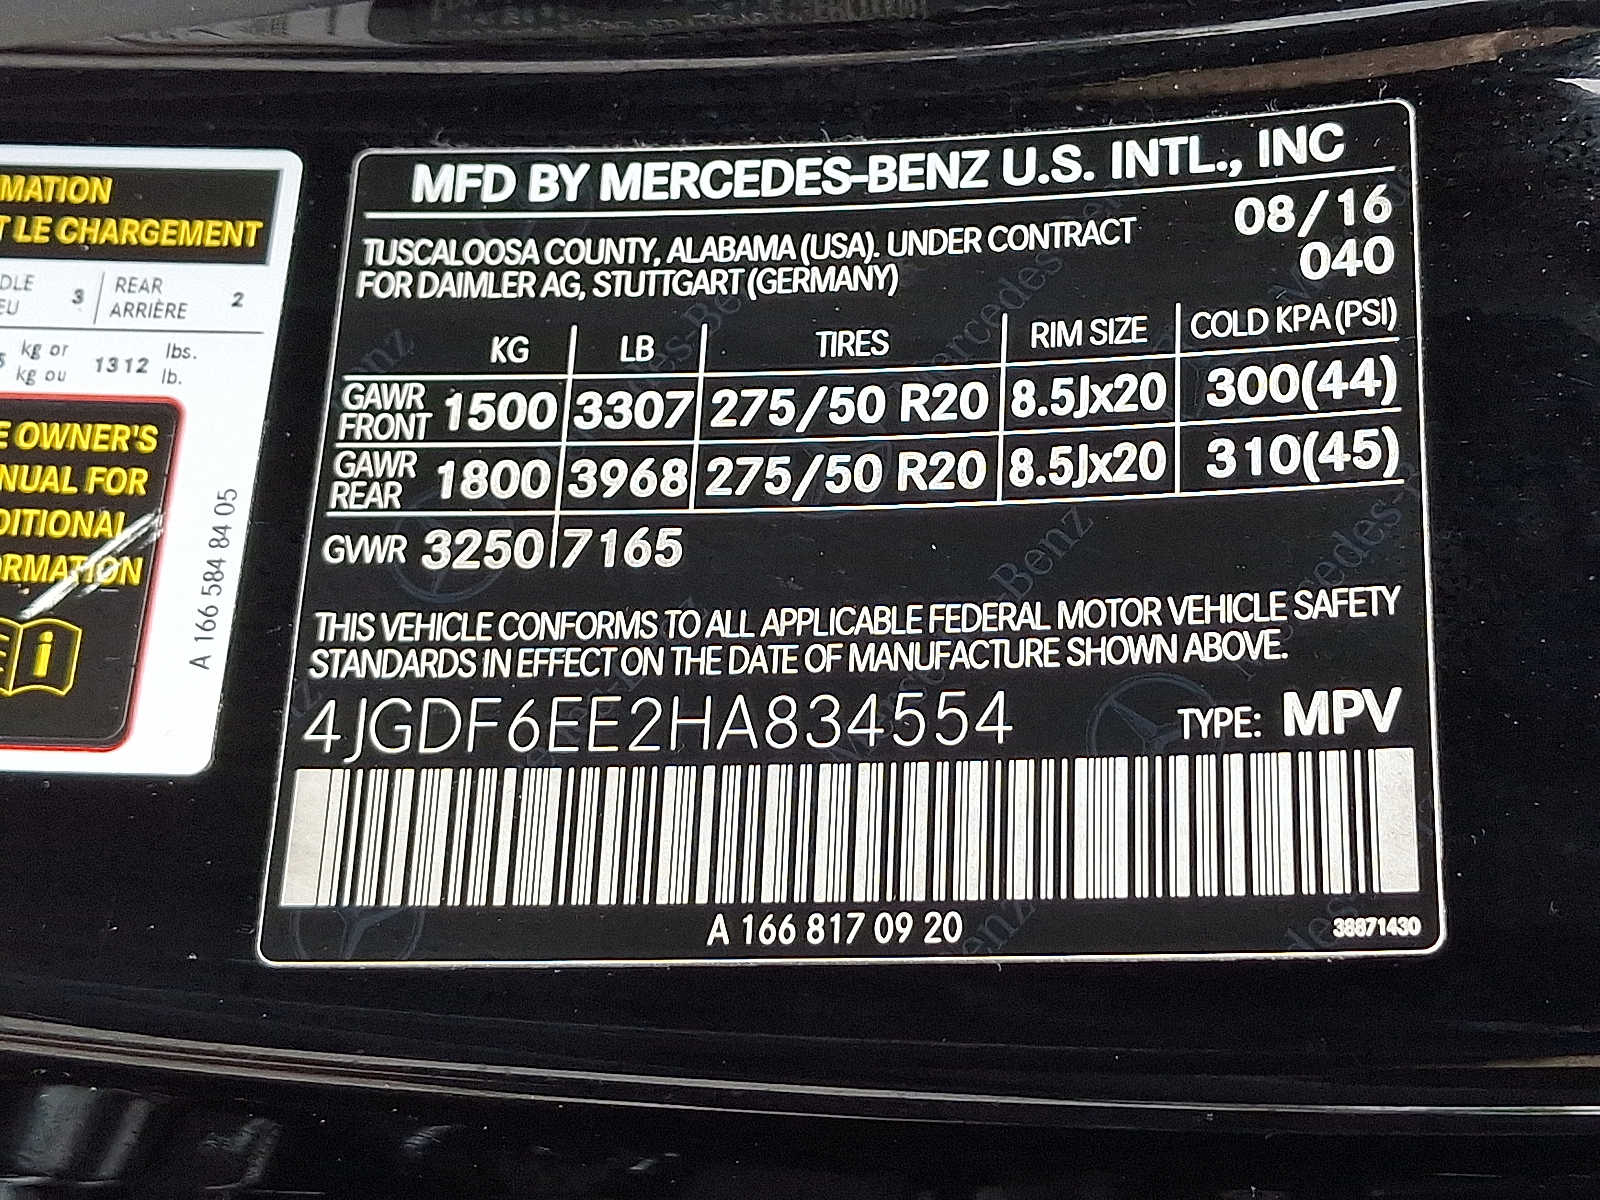 MATION
T LE CHARGEMENT
DLE
EU
3
REAR
ARRIÈRE
2
kg or
kg ou
1312
lbs.
lb.
E OWNER'S
NUAL FOR
DITIONAL
ORMATION
A 166 584 84 05
MFD BY MERCEDES-BENZ U.S. INTL., INC
TUSCALOOSA COUNTY, ALABAMA (USA). UNDER CONTRACT
FOR DAIMLER AG, STUTTGART (GERMANY)
08/16
040
KG LB TIRES RIM SIZE COLD KPA (PSI)
GAWR
FRONT
1500 3307 275/50 R20 8.5Jx20 300(44)
GAWR
REAR
1800 3968 275/50 R20 8.5Jx20 310(45)
GVWR 3250 7165
THIS VEHICLE CONFORMS TO ALL APPLICABLE FEDERAL MOTOR VEHICLE SAFETY
STANDARDS IN EFFECT ON THE DATE OF MANUFACTURE SHOWN ABOVE.
4JGDF6EE2HA834554
TYPE: MPV
A 166 817 09 20
38871430